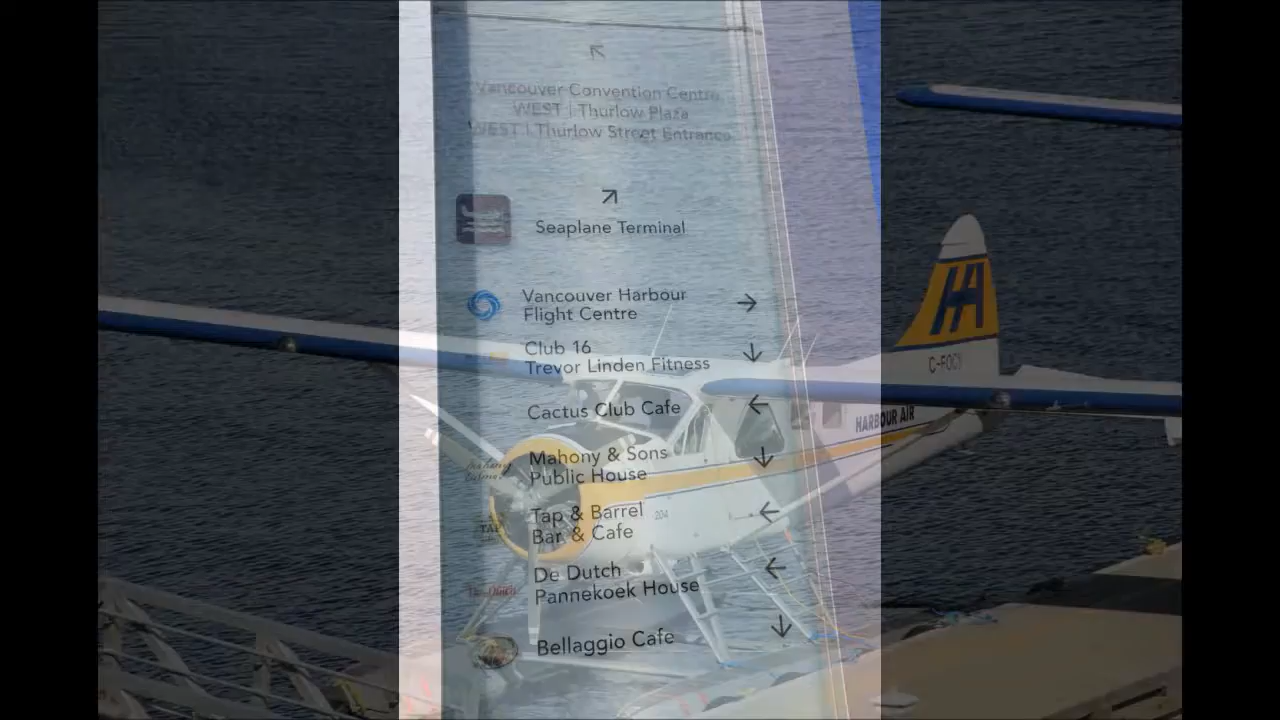 Vancouver Convention Centre
WEST | Thurlow Plaza
WEST | Thurlow Street Entrance
Seaplane Terminal
Vancouver Harbour
Flight Centre
Club 16
Trevor Linden Fitness
Cactus Club Cafe
Mahony & Sons
Public House
Tap & Barrel
Bar & Cafe
De Dutch
Pannekoek House
Bellaggio Cafe
HA
HARBOUR AIR
204
TAP